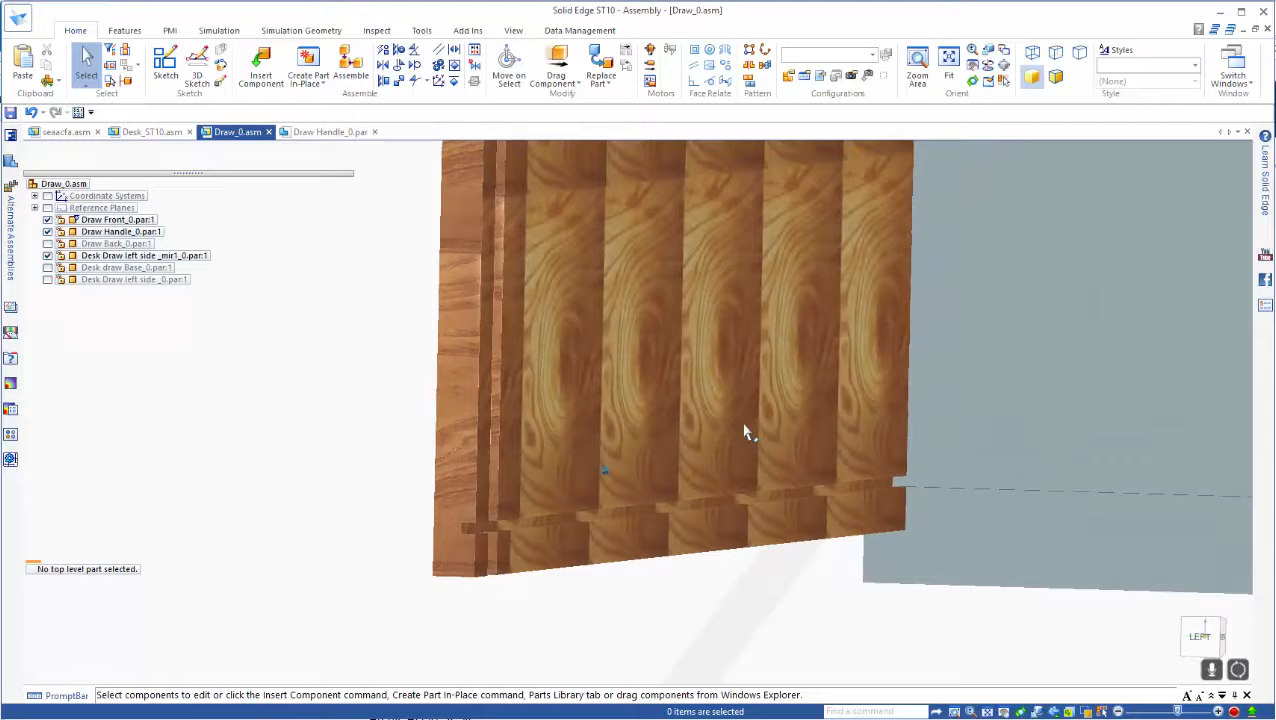 Solid Edge ST10 - Assembly - [Draw_0.asm]
Home Features PMI Simulation Simulation Geometry Inspect Tools Add Ins Data Management
Paste
Clipboard
Select
Select
Sketch
3D Sketch
Sketch
Insert Component
Create Part In-Place
Assemble
Assemble
Move on Select
Drag Component
Replace Part
Modify
Motors
Face Relate
Pattern
Configurations
Zoom Area
Fit
Orient
Styles
(None)
Style
Switch Windows
Window
seaacfa.asm Desk_ST10.asm Draw_0.asm Draw Handle_0.par
Alternate Assemblies
Draw_0.asm
Coordinate Systems
Reference Planes
Draw Front_0.par:1
Draw Handle_0.par:1
Draw Back_0.par:1
Desk Draw left side _mir1_0.par:1
Desk draw Base_0.par:1
Desk Draw left side _0.par:1
No top level part selected.
Learn Solid Edge
You Tube
LEFT
PromptBar
Select components to edit or click the Insert Component command, Create Part In-Place command, Parts Library tab or drag components from Windows Explorer.
0 items are selected
Find a command